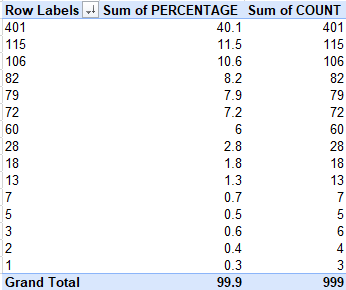 Row Labels Sum of PERCENTAGE Sum of COUNT
401 40.1 401
115 11.5 115
106 10.6 106
82 8.2 82
79 7.9 79
72 7.2 72
60 6 60
28 2.8 28
18 1.8 18
13 1.3 13
7 0.7 7
5 0.5 5
3 0.6 6
2 0.4 4
1 0.3 3
Grand Total 99.9 999